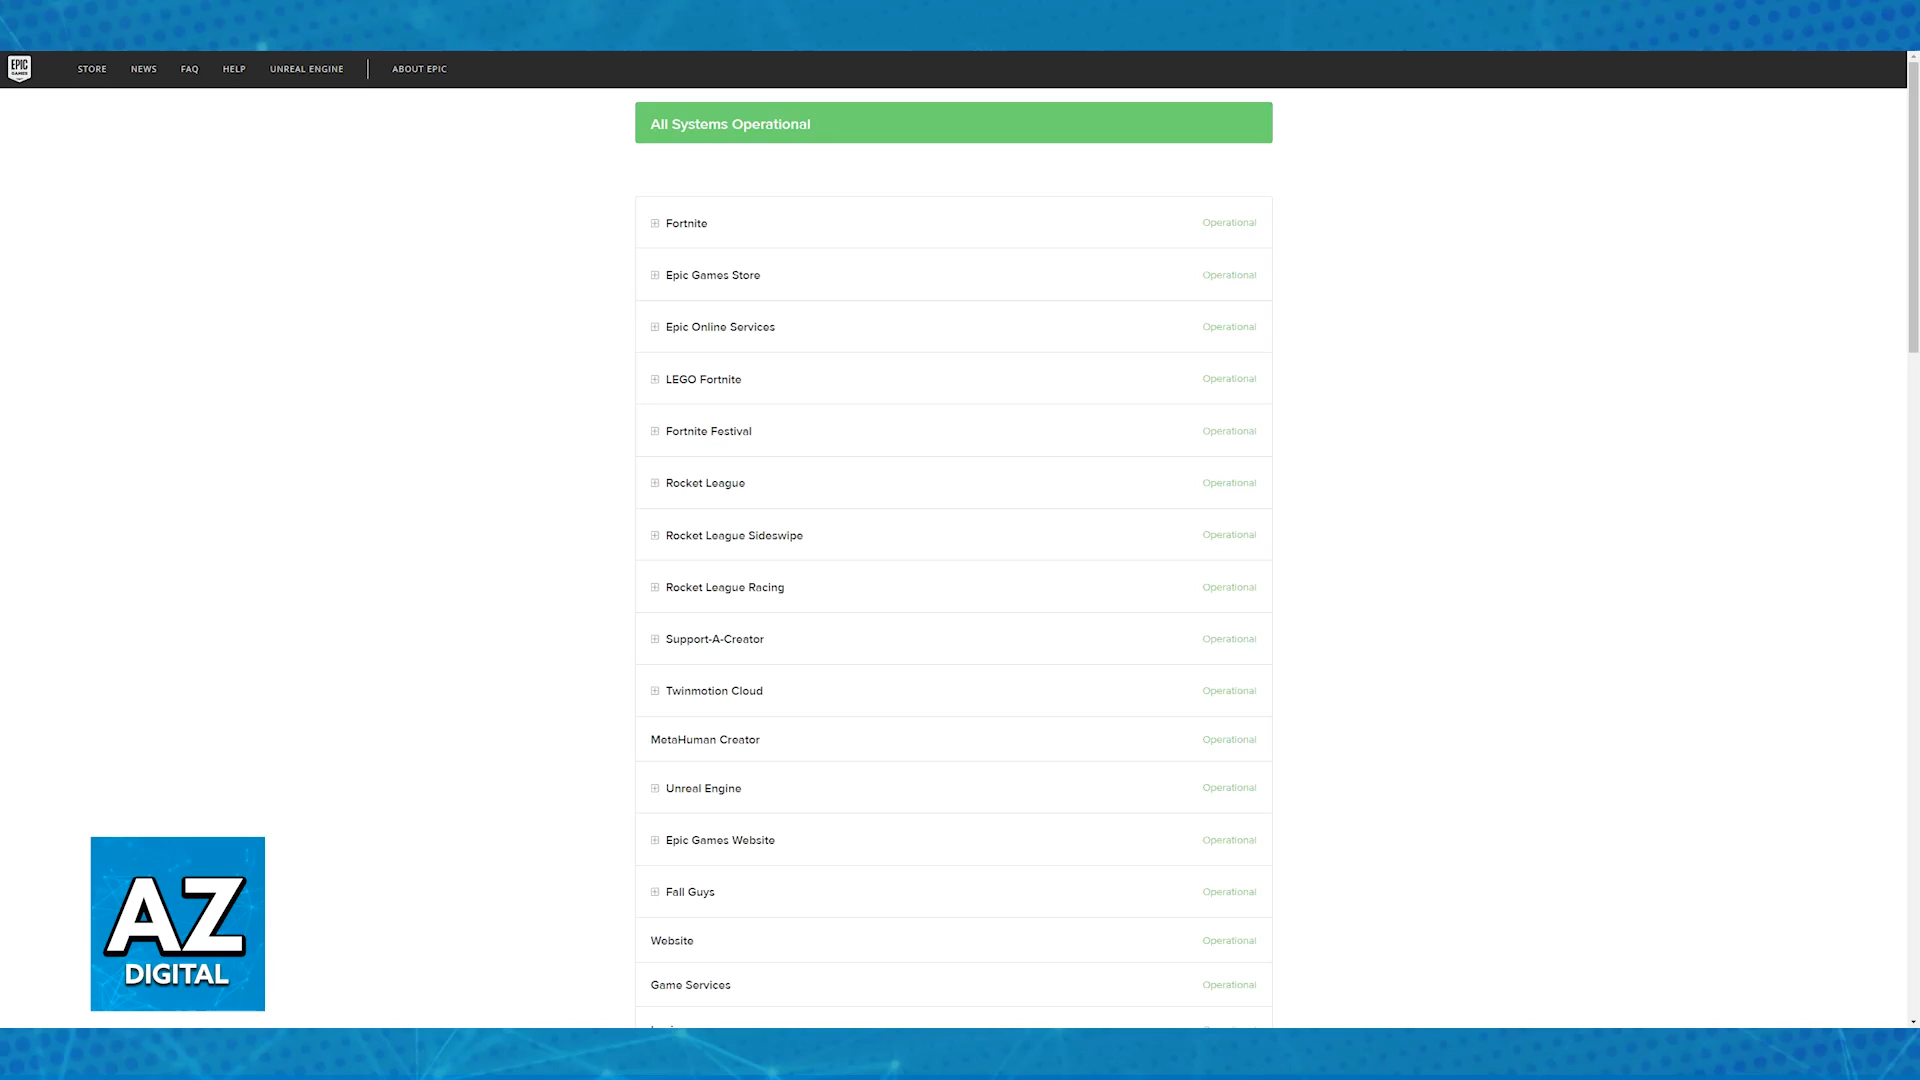 EPIC GAMES
STORE NEWS FAQ HELP UNREAL ENGINE ABOUT EPIC
All Systems Operational
Fortnite Operational
Epic Games Store Operational
Epic Online Services Operational
LEGO Fortnite Operational
Fortnite Festival Operational
Rocket League Operational
Rocket League Sideswipe Operational
Rocket League Racing Operational
Support-A-Creator Operational
Twinmotion Cloud Operational
MetaHuman Creator Operational
Unreal Engine Operational
Epic Games Website Operational
Fall Guys Operational
Website Operational
Game Services Operational
AZ
DIGITAL